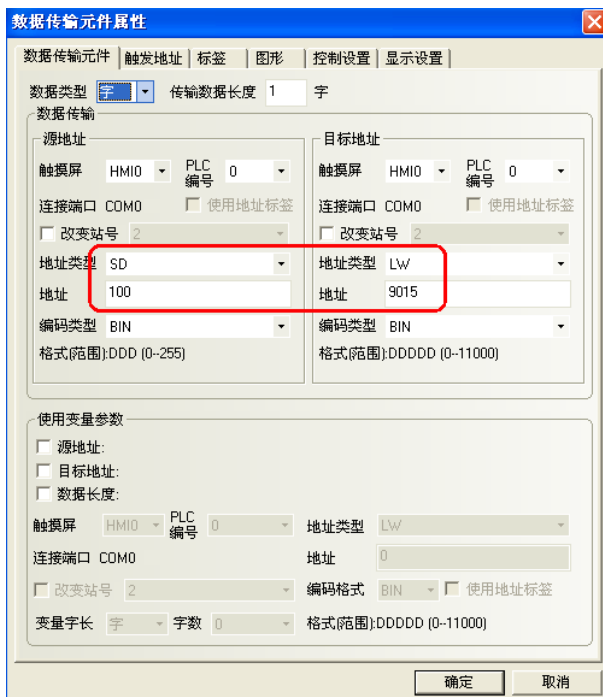 数据传输元件属性
数据传输元件 触发地址 标签 图形 控制设置 显示设置
数据类型 字 传输数据长度 1 字
数据传输
源地址 目标地址
触摸屏 HMI0 PLC编号 0 触摸屏 HMI0 PLC编号 0
连接端口 COM0 使用地址标签 连接端口 COM0 使用地址标签
改变站号 2 改变站号 2
地址类型 SD 地址类型 LW
地址 100 地址 9015
编码类型 BIN 编码类型 BIN
格式(范围):DDD (0--255) 格式(范围):DDDDD (0--11000)
使用变量参数
源地址:
目标地址:
数据长度:
触摸屏 HMI0 PLC编号 0 地址类型 LW
连接端口 COM0 地址 0
改变站号 2 编码格式 BIN 使用地址标签
变量字长 字 字数 0 格式(范围):DDDDD (0--11000)
确定 取消